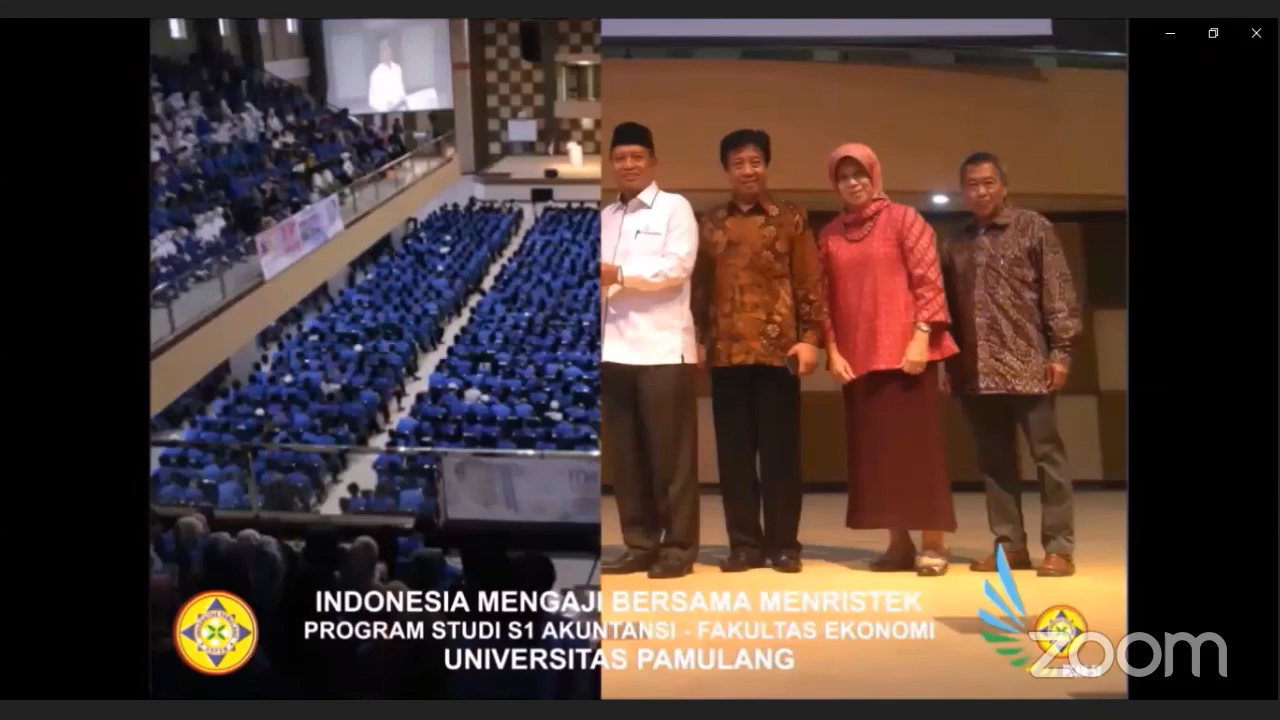 INDONESIA MENGAJI BERSAMA MENRISTEK
PROGRAM STUDI S1 AKUNTANSI - FAKULTAS EKONOMI
UNIVERSITAS PAMULANG
zoom